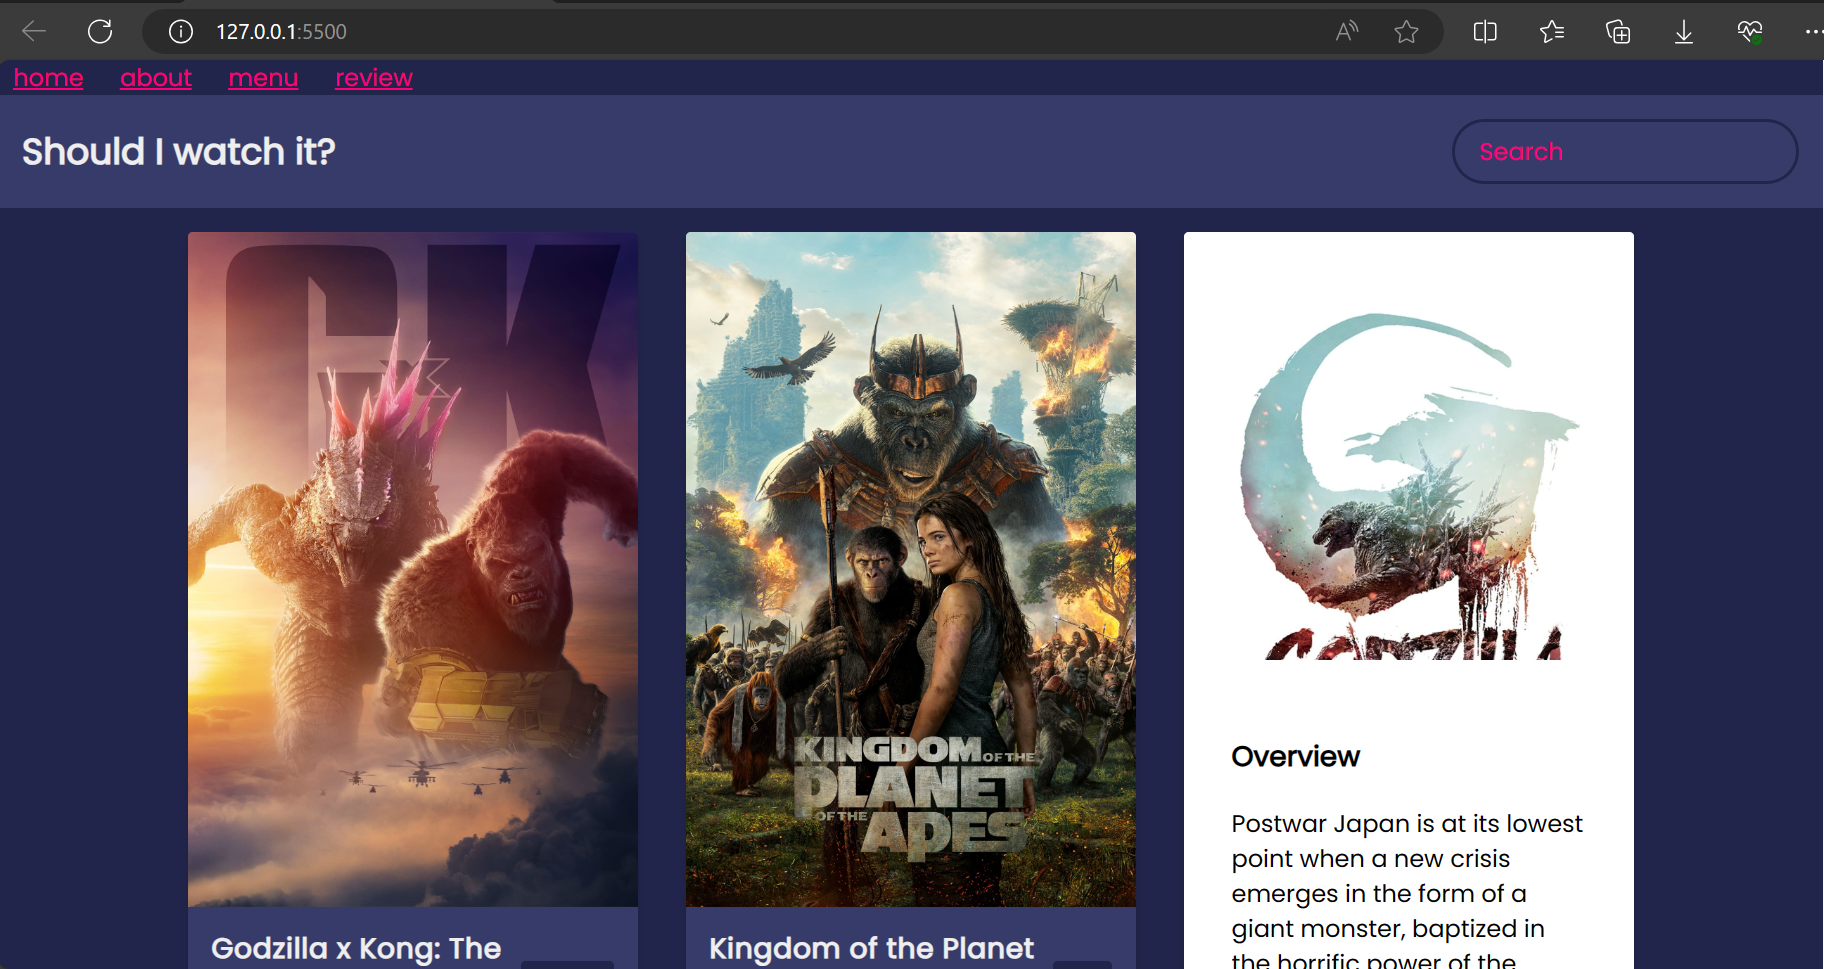 127.0.0.1:5500
home about menu review
Should I watch it?
Search
GK
KINGDOM OF THE
PLANET
OF THE APES
GODZILLA
Overview
Postwar Japan is at its lowest
point when a new crisis
emerges in the form of a
giant monster, baptized in
the horrific power of the
Godzilla x Kong: The
Kingdom of the Planet